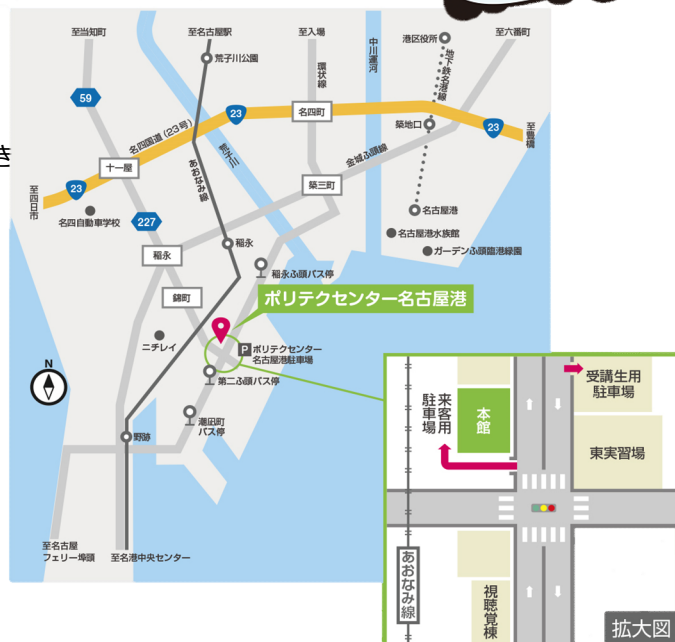 き
至当知町
至名古屋駅
至入場
中川運河
港区役所
至六番町
荒子川公園
環状線
地下鉄名港線
59
23
名四町
名四国道(23号)
荒子川
築地口
23
至豊橋
十一屋
あおなみ線
金城ふ頭線
築三町
至四日市
23
名四自動車学校
227
名古屋港
名古屋港水族館
ガーデンふ頭臨港緑園
稲永
稲永
稲永ふ頭バス停
錦町
ポリテクセンター名古屋港
ニチレイ
P
ポリテクセンター
名古屋港駐車場
N
第二ふ頭バス停
潮凪町
バス停
野跡
至名古屋
フェリー埠頭
至名港中央センター
受講生用
駐車場
来客用
駐車場
本館
東実習場
あおなみ線
視聴覚棟
拡大図